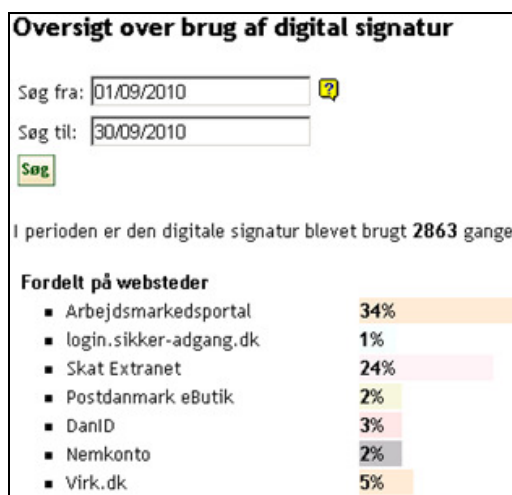 Oversigt over brug af digital signatur
Søg fra: 01/09/2010 ?
Søg til: 30/09/2010
Søg
I perioden er den digitale signatur blevet brugt 2863 gange
Fordelt på websteder
Arbejdsmarkedsportal 34%
login.sikker-adgang.dk 1%
Skat Extranet 24%
Postdanmark eButik 2%
DanID 3%
Nemkonto 2%
Virk.dk 5%